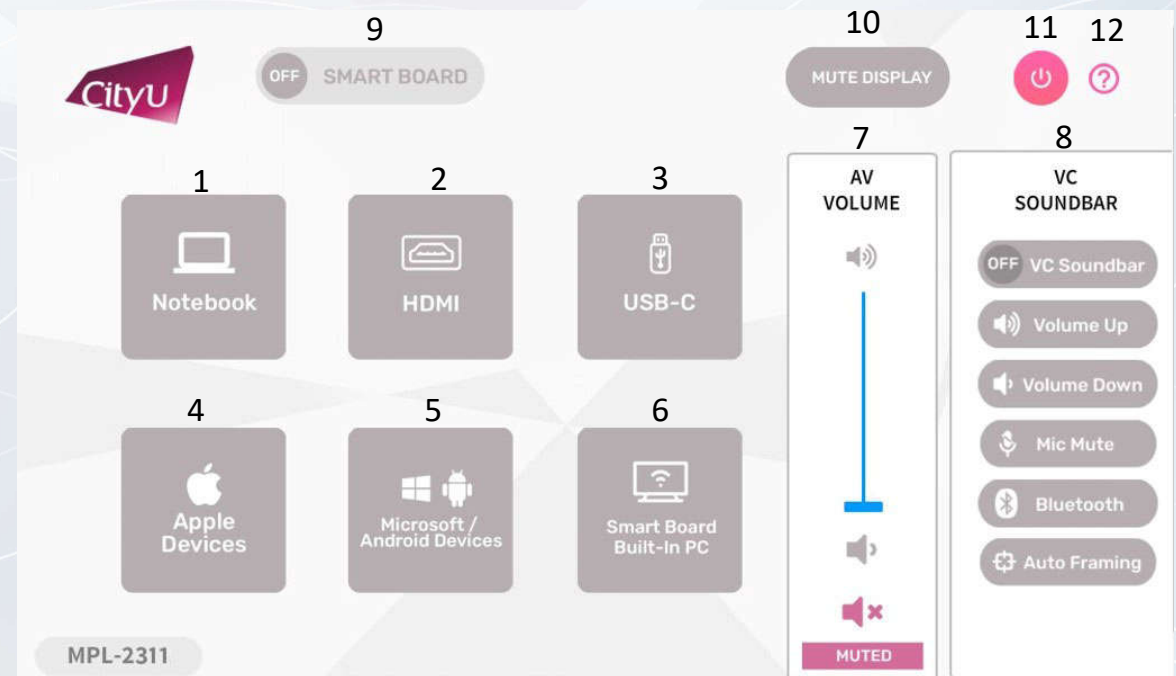 9
10
11
12
CityU
OFF SMART BOARD
MUTE DISPLAY
?
1
2
3
7
8
Notebook
HDMI
USB-C
AV
VOLUME
VC
SOUNDBAR
OFF VC Soundbar
Volume Up
Volume Down
Mic Mute
Bluetooth
Auto Framing
4
5
6
Apple
Devices
Microsoft /
Android Devices
Smart Board
Built-In PC
MUTED
MPL-2311